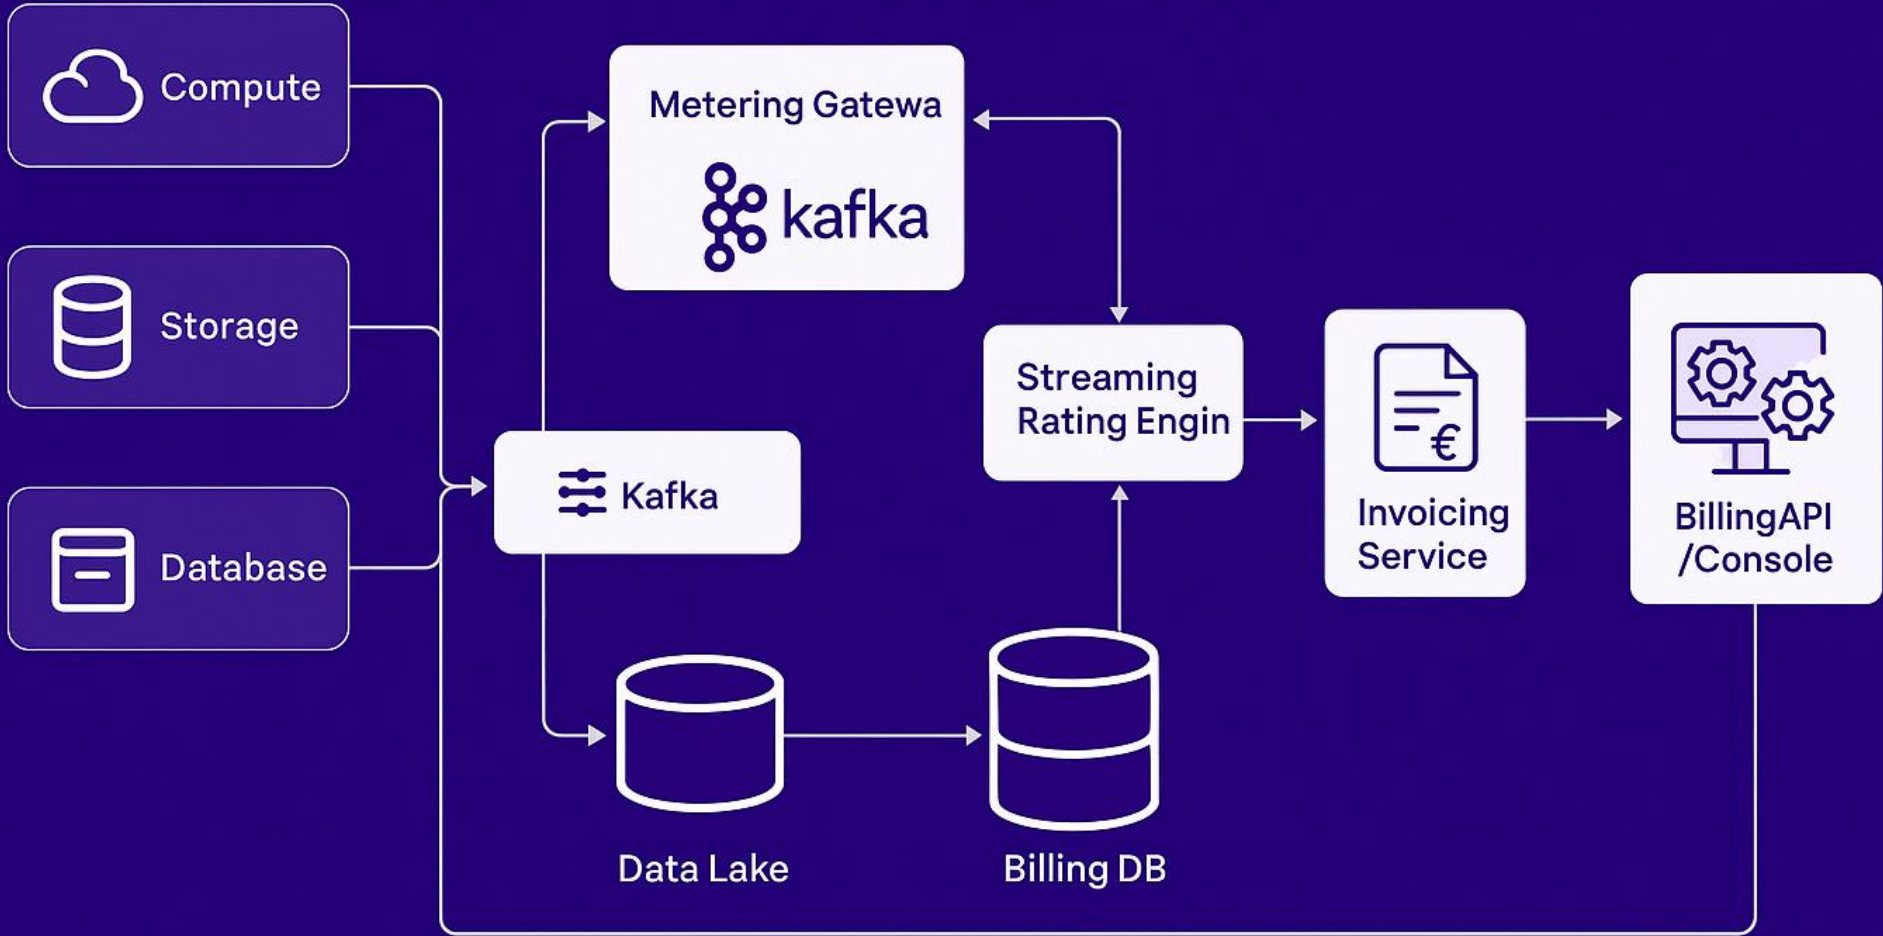 Compute
Storage
Database
Metering Gatewa
kafka
Kafka
Streaming
Rating Engin
€
Invoicing
Service
BillingAPI
/Console
Data Lake
Billing DB